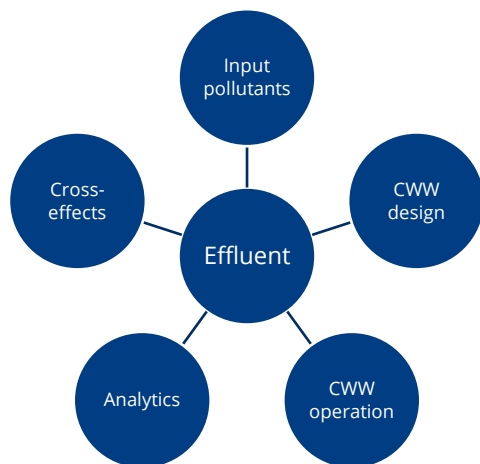 Input
pollutants
Cross-
effects
CWW
design
Effluent
Analytics
CWW
operation